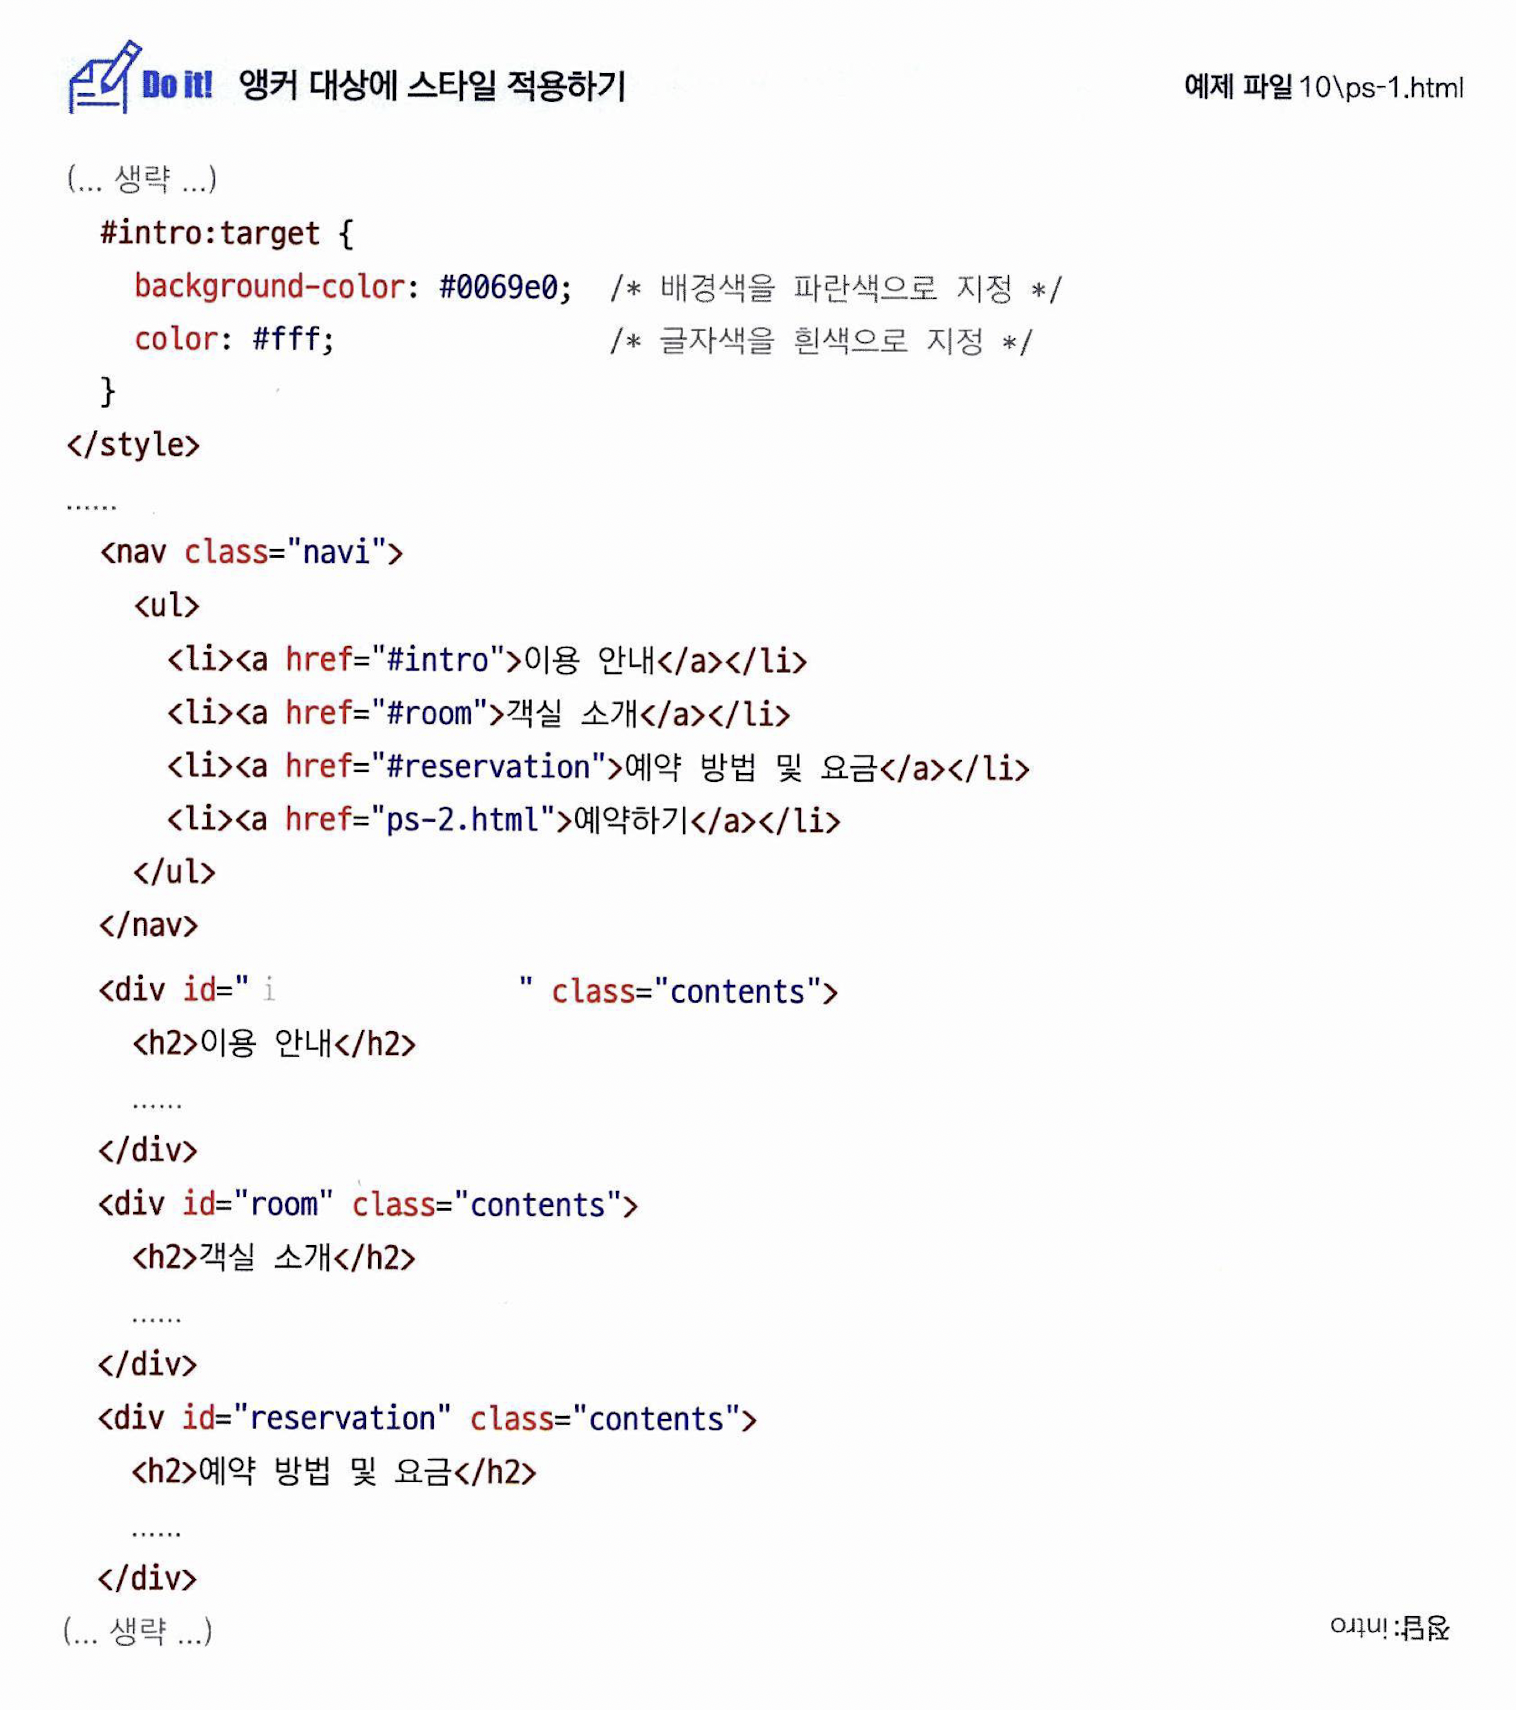 Do it! 앵커 대상에 스타일 적용하기 예제 파일 10\ps-1.html
(... 생략 ...)
#intro:target {
background-color: #0069e0; /* 배경색을 파란색으로 지정 */
color: #fff; /* 글자색을 흰색으로 지정 */
}
</style>
......
<nav class="navi">
<ul>
<li><a href="#intro">이용 안내</a></li>
<li><a href="#room">객실 소개</a></li>
<li><a href="#reservation">예약 방법 및 요금</a></li>
<li><a href="ps-2.html">예약하기</a></li>
</ul>
</nav>
<div id=" i " class="contents">
<h2>이용 안내</h2>
......
</div>
<div id="room" class="contents">
<h2>객실 소개</h2>
......
</div>
<div id="reservation" class="contents">
<h2>예약 방법 및 요금</h2>
......
</div>
(... 생략 ...)
정답: intro